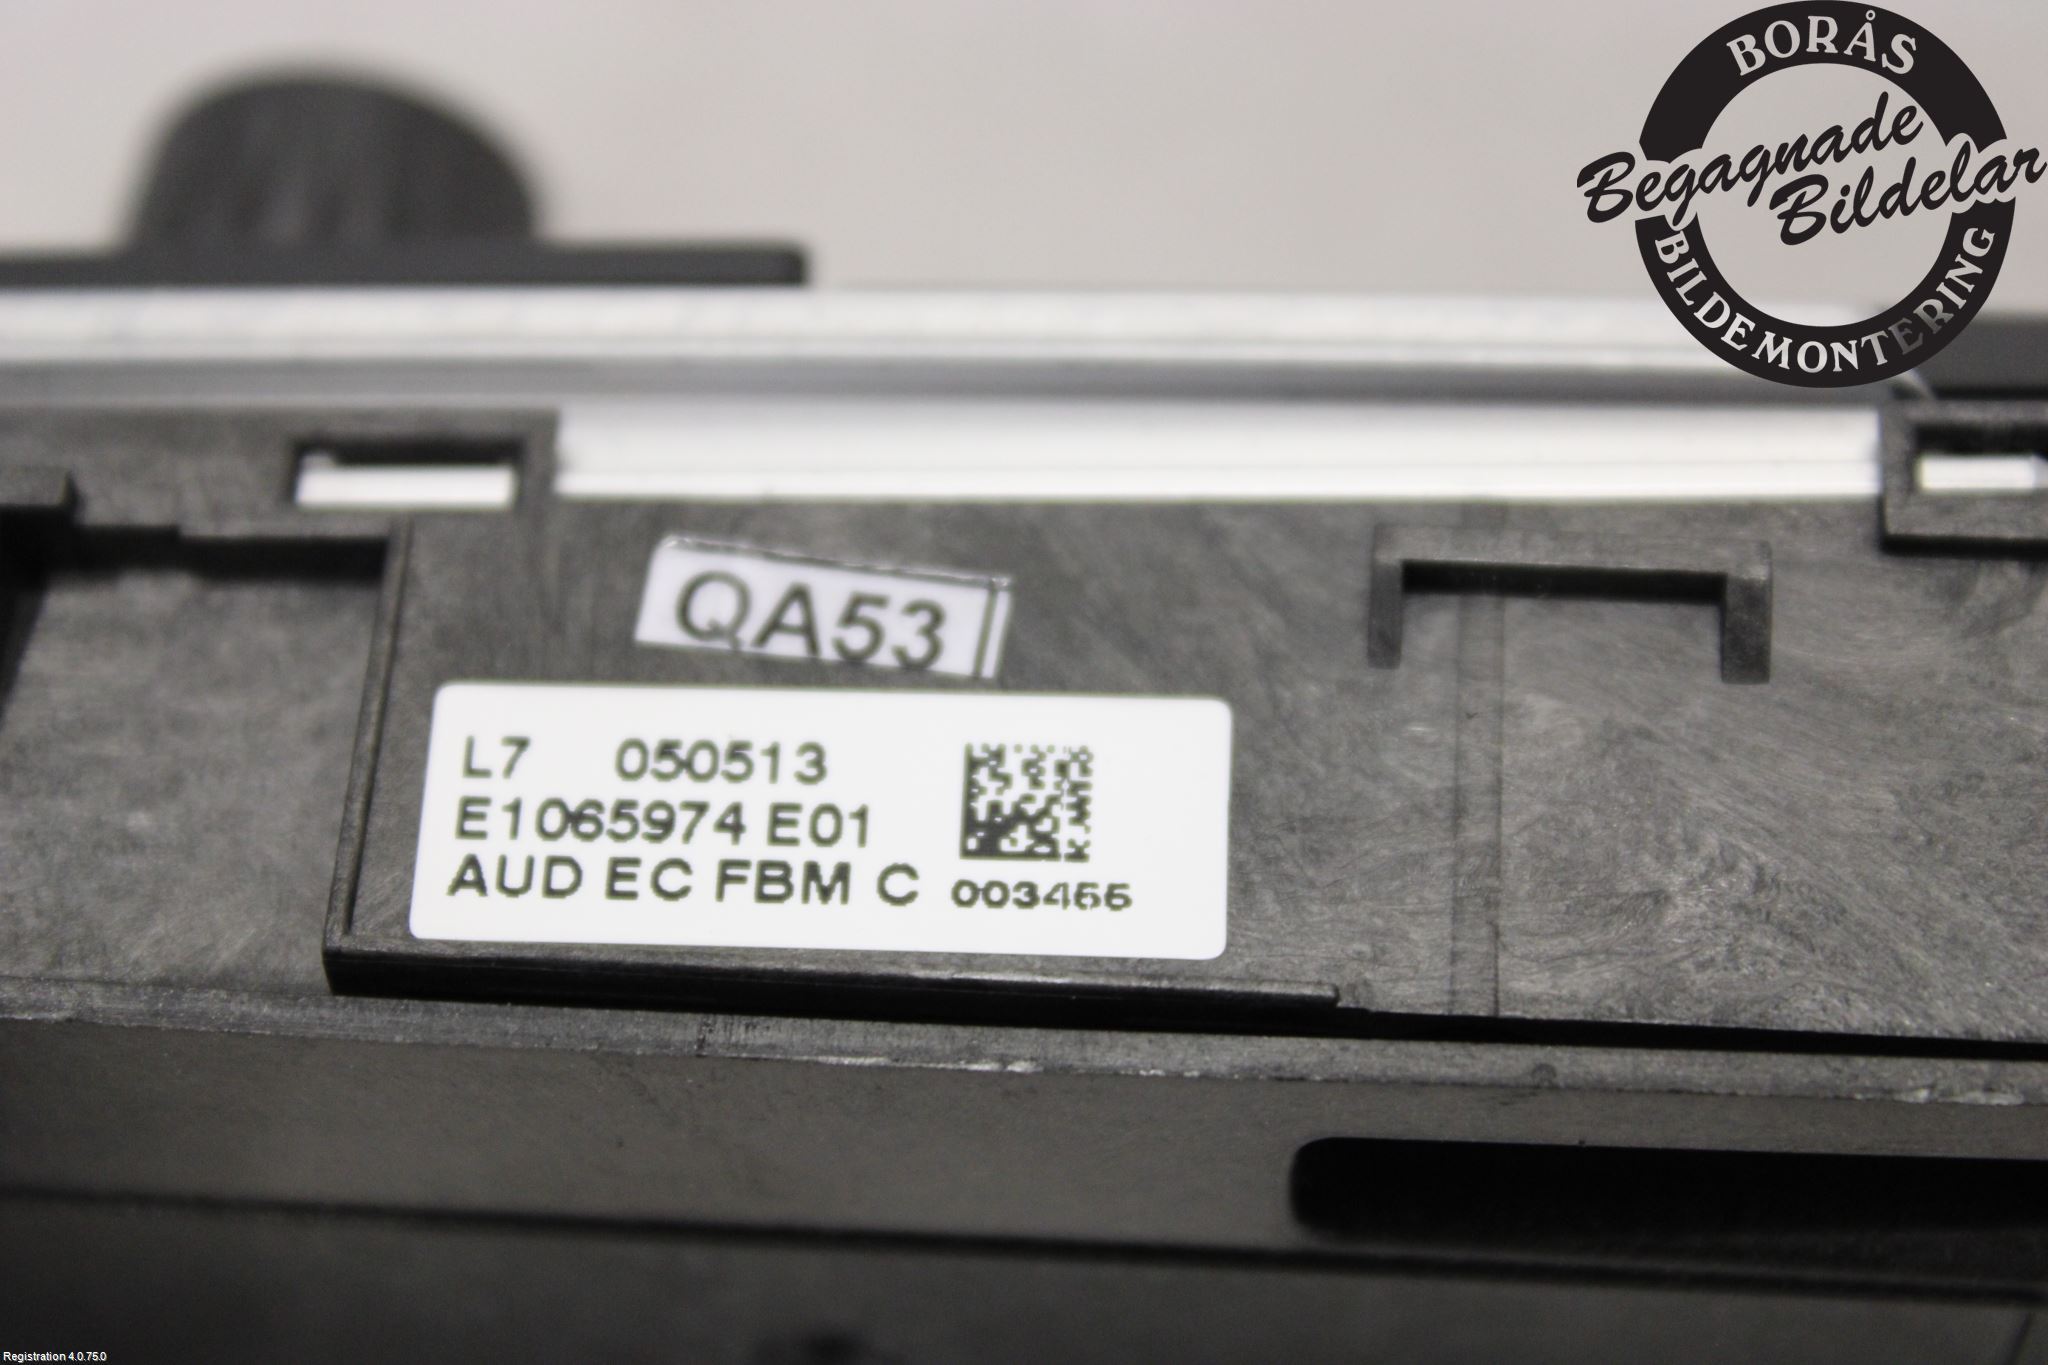 BORÅS
Begagnade
Bildelar
BILDEMONTERING
QA53
L7 050513
E1065974 E01
AUD EC FBM C 003466
Registration 4.0.75.0